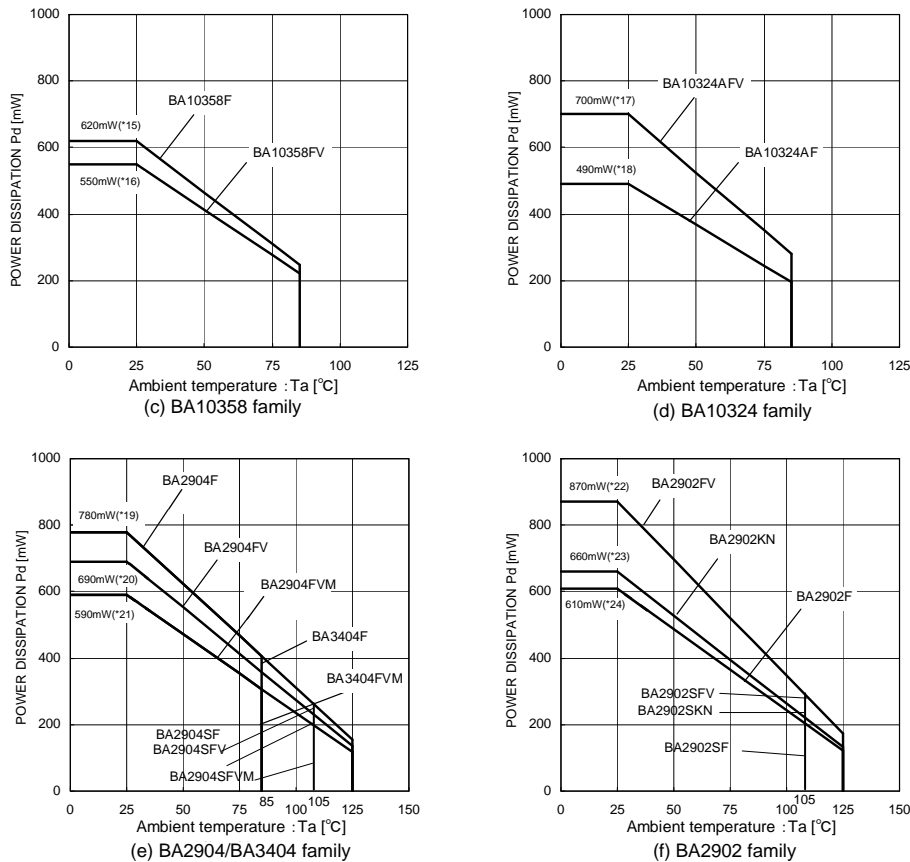 POWER DISSIPATION Pd [mW]
1000
800
600
400
200
0
620mW(*15)
550mW(*16)
BA10358F
BA10358FV
0 25 50 75 100 125
Ambient temperature : Ta [°C]
(c) BA10358 family
POWER DISSIPATION Pd [mW]
1000
800
600
400
200
0
700mW(*17)
490mW(*18)
BA10324AFV
BA10324AF
0 25 50 75 100 125
Ambient temperature : Ta [°C]
(d) BA10324 family
POWER DISSIPATION Pd [mW]
1000
800
600
400
200
0
780mW(*19)
690mW(*20)
590mW(*21)
BA2904F
BA2904FV
BA2904FVM
BA3404F
BA3404FVM
BA2904SF
BA2904SFV
BA2904SFVM
0 25 50 75 85 100 105 125 150
Ambient temperature : Ta [°C]
(e) BA2904/BA3404 family
POWER DISSIPATION Pd [mW]
1000
800
600
400
200
0
870mW(*22)
660mW(*23)
610mW(*24)
BA2902FV
BA2902KN
BA2902F
BA2902SFV
BA2902SKN
BA2902SF
0 25 50 75 100 105 125 150
Ambient temperature : Ta [°C]
(f) BA2902 family